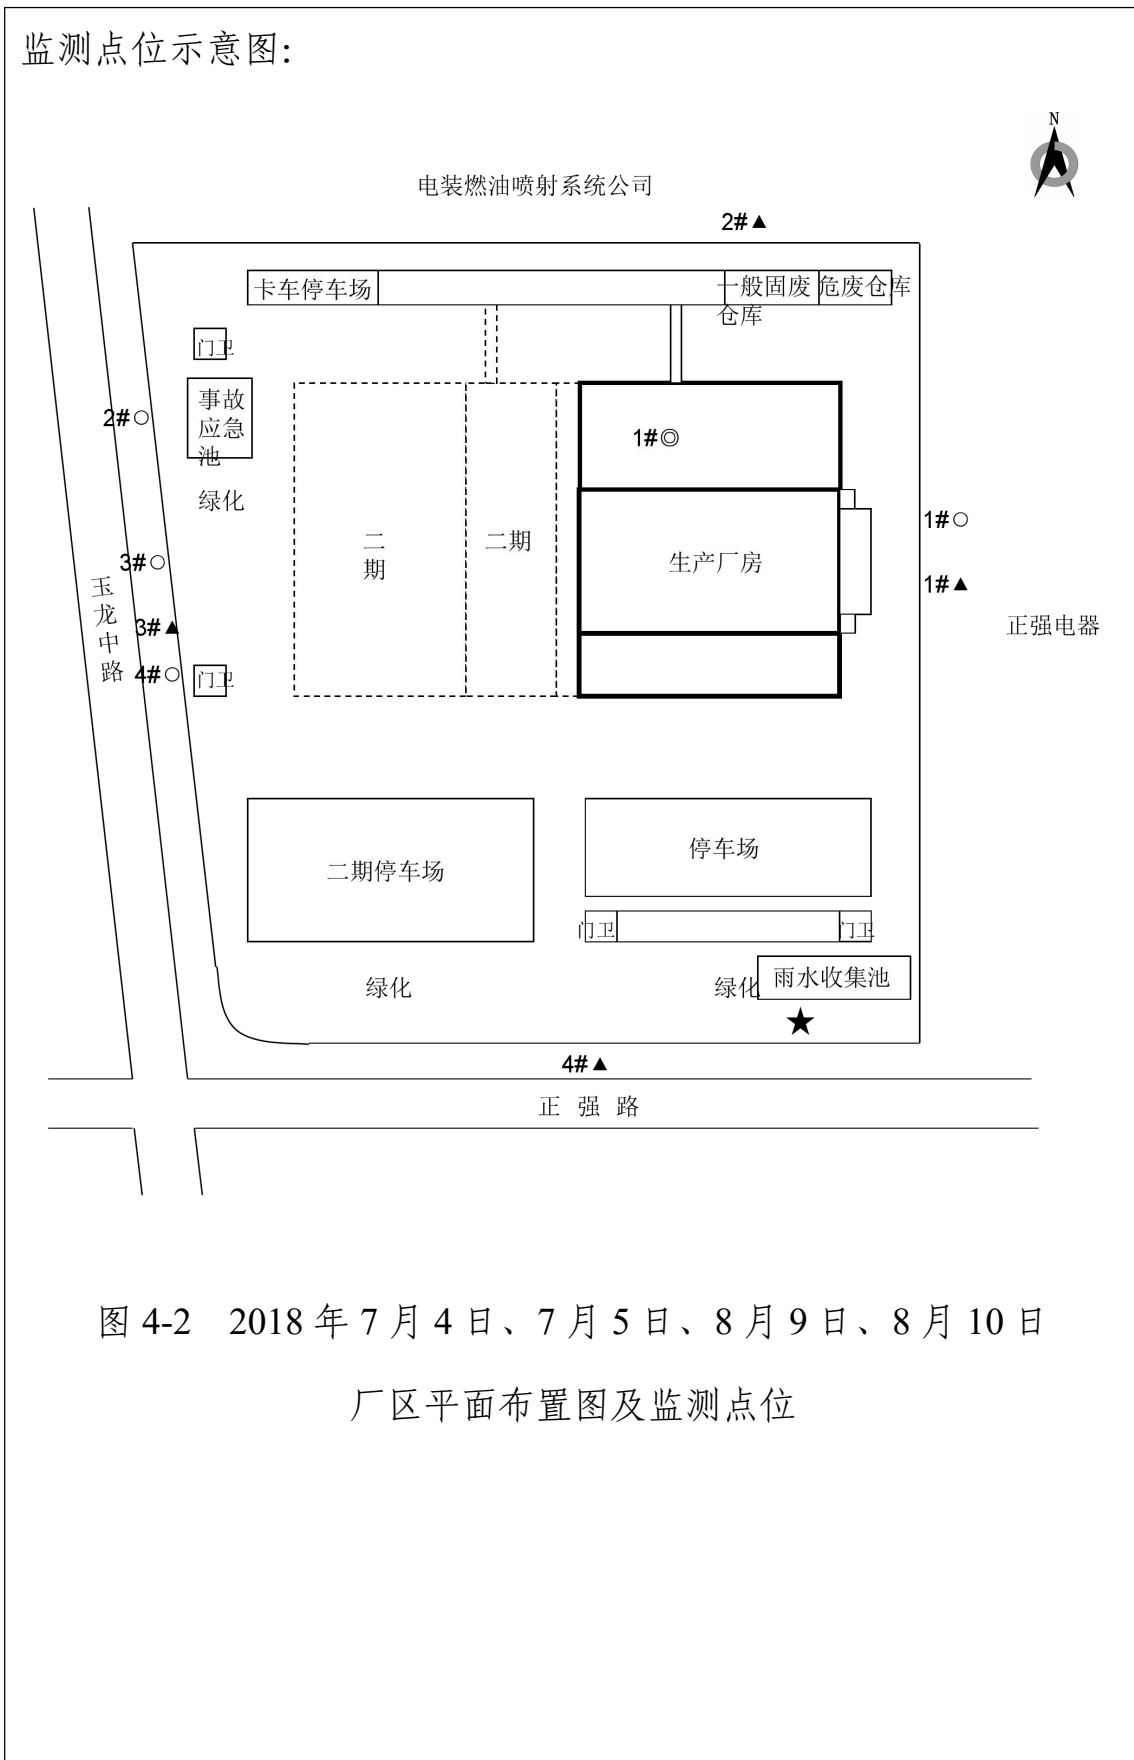 监测点位示意图:
N
电装燃油喷射系统公司
2#▲
卡车停车场
一般固废
仓库
危废仓库
门卫
事故
应急
池
2#○
1#◎
绿化
1#○
二
期
二期
生产厂房
3#○
1#▲
玉
龙
中
路
3#▲
正强电器
4#○
门卫
停车场
二期停车场
门卫
门卫
雨水收集池
绿化
绿化
★
4#▲
正 强 路
图 4-2 2018 年 7 月 4 日、7 月 5 日、8 月 9 日、8 月 10 日
厂区平面布置图及监测点位